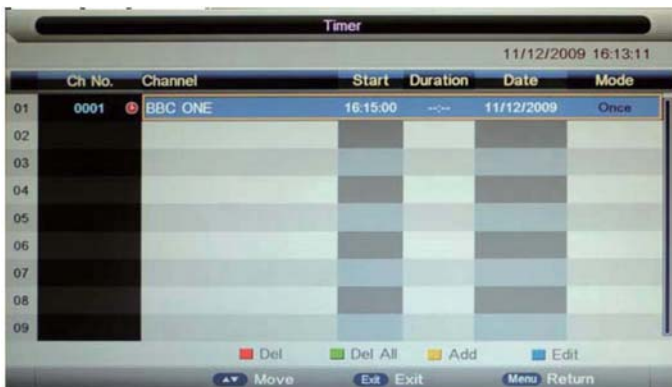 Timer
11/12/2009 16:13:11
Ch No. Channel Start Duration Date Mode
01 0001 BBC ONE 16:15:00 --:-- 11/12/2009 Once
02
03
04
05
06
07
08
09
Del Del All Add Edit
Move Exit Exit Menu Return